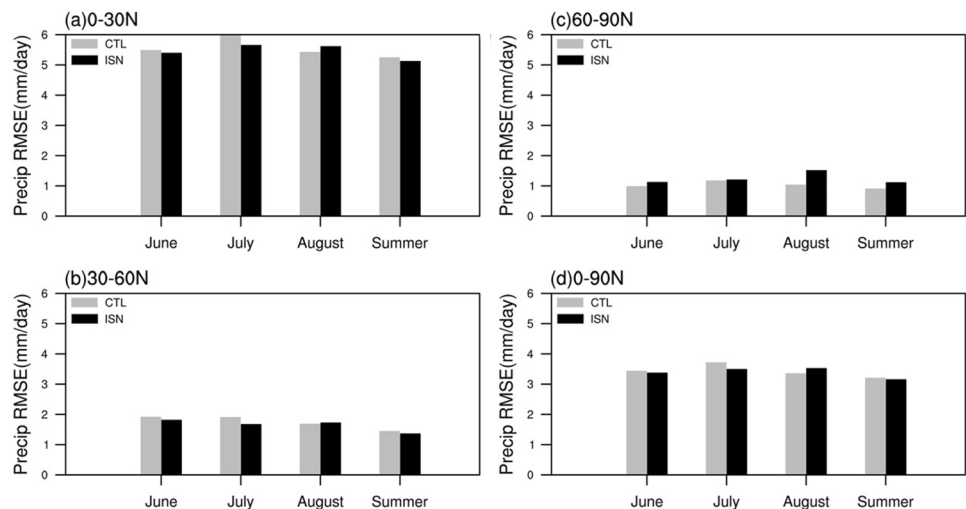 (a)0-30N
CTL
ISN
Precip RMSE(mm/day)
6
5
4
3
2
1
0
June July August Summer
(b)30-60N
CTL
ISN
Precip RMSE(mm/day)
6
5
4
3
2
1
0
June July August Summer
(c)60-90N
CTL
ISN
Precip RMSE(mm/day)
6
5
4
3
2
1
0
June July August Summer
(d)0-90N
CTL
ISN
Precip RMSE(mm/day)
6
5
4
3
2
1
0
June July August Summer